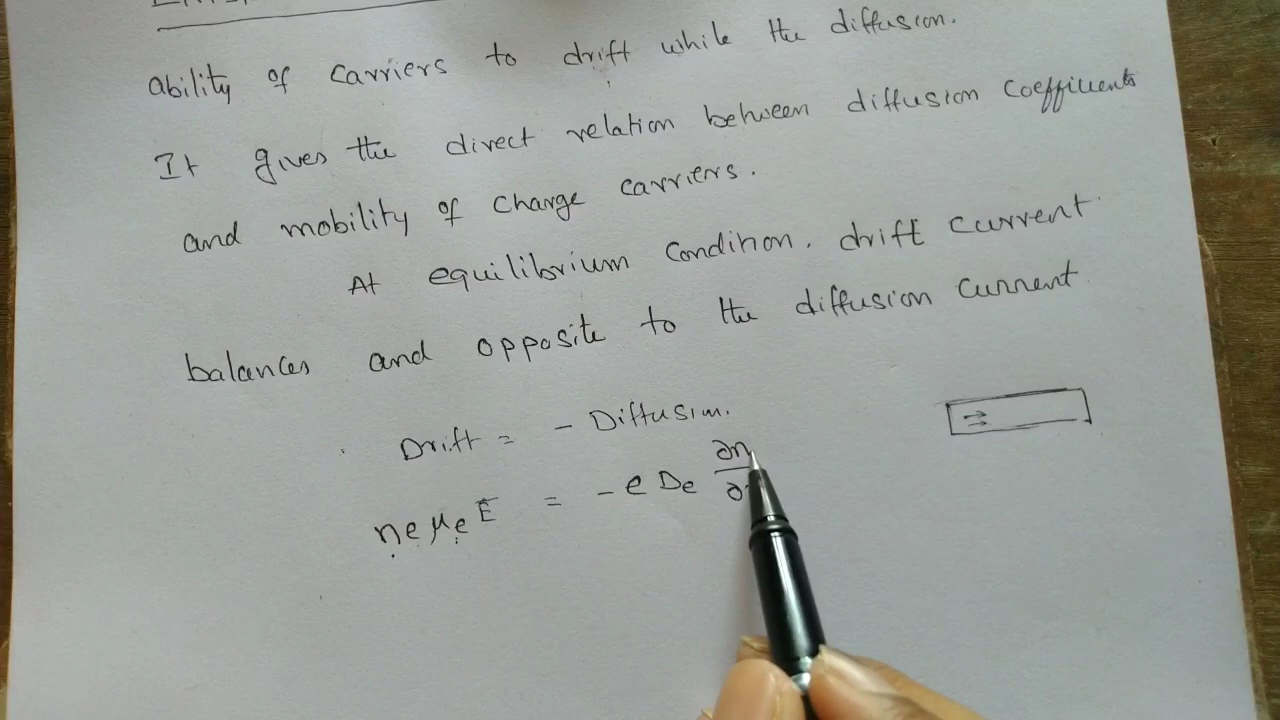 ability of carriers to drift while the diffusion.
It gives the direct relation between diffusion coefficients
and mobility of charge carriers.
At equilibrium condition, drift current
balances and opposite to the diffusion current
Drift = - Diffusion.
neμₑE = - e Dₑ ∂n/∂